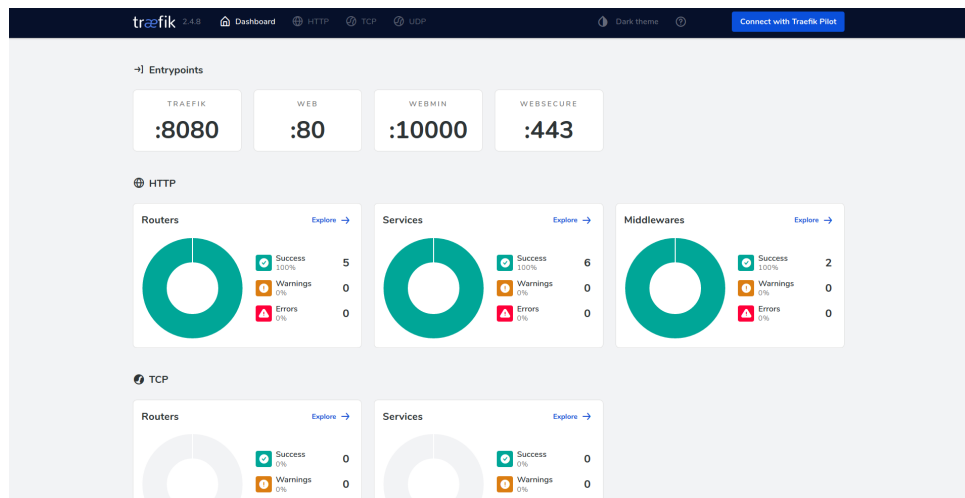 træfik 2.4.8 Dashboard HTTP TCP UDP Dark theme Connect with Traefik Pilot
Entrypoints
TRAEFIK WEB WEBMIN WEBSECURE
:8080 :80 :10000 :443
HTTP
Routers Explore → Services Explore → Middlewares Explore →
Success 5 Success 6 Success 2
100% 100% 100%
Warnings 0 Warnings 0 Warnings 0
0% 0% 0%
Errors 0 Errors 0 Errors 0
0% 0% 0%
TCP
Routers Explore → Services Explore →
Success 0 Success 0
0% 0%
Warnings 0 Warnings 0
0% 0%